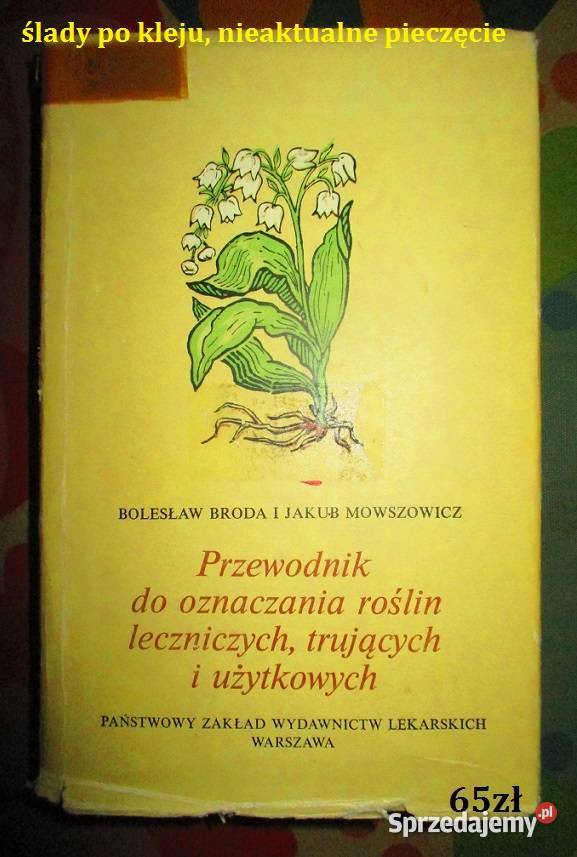 ślady po kleju, nieaktualne pieczęcie
BOLESŁAW BRODA I JAKUB MOWSZOWICZ
Przewodnik
do oznaczania roślin
leczniczych, trujących
i użytkowych
PAŃSTWOWY ZAKŁAD WYDAWNICTW LEKARSKICH
WARSZAWA
65zł
Sprzedajemy.pl